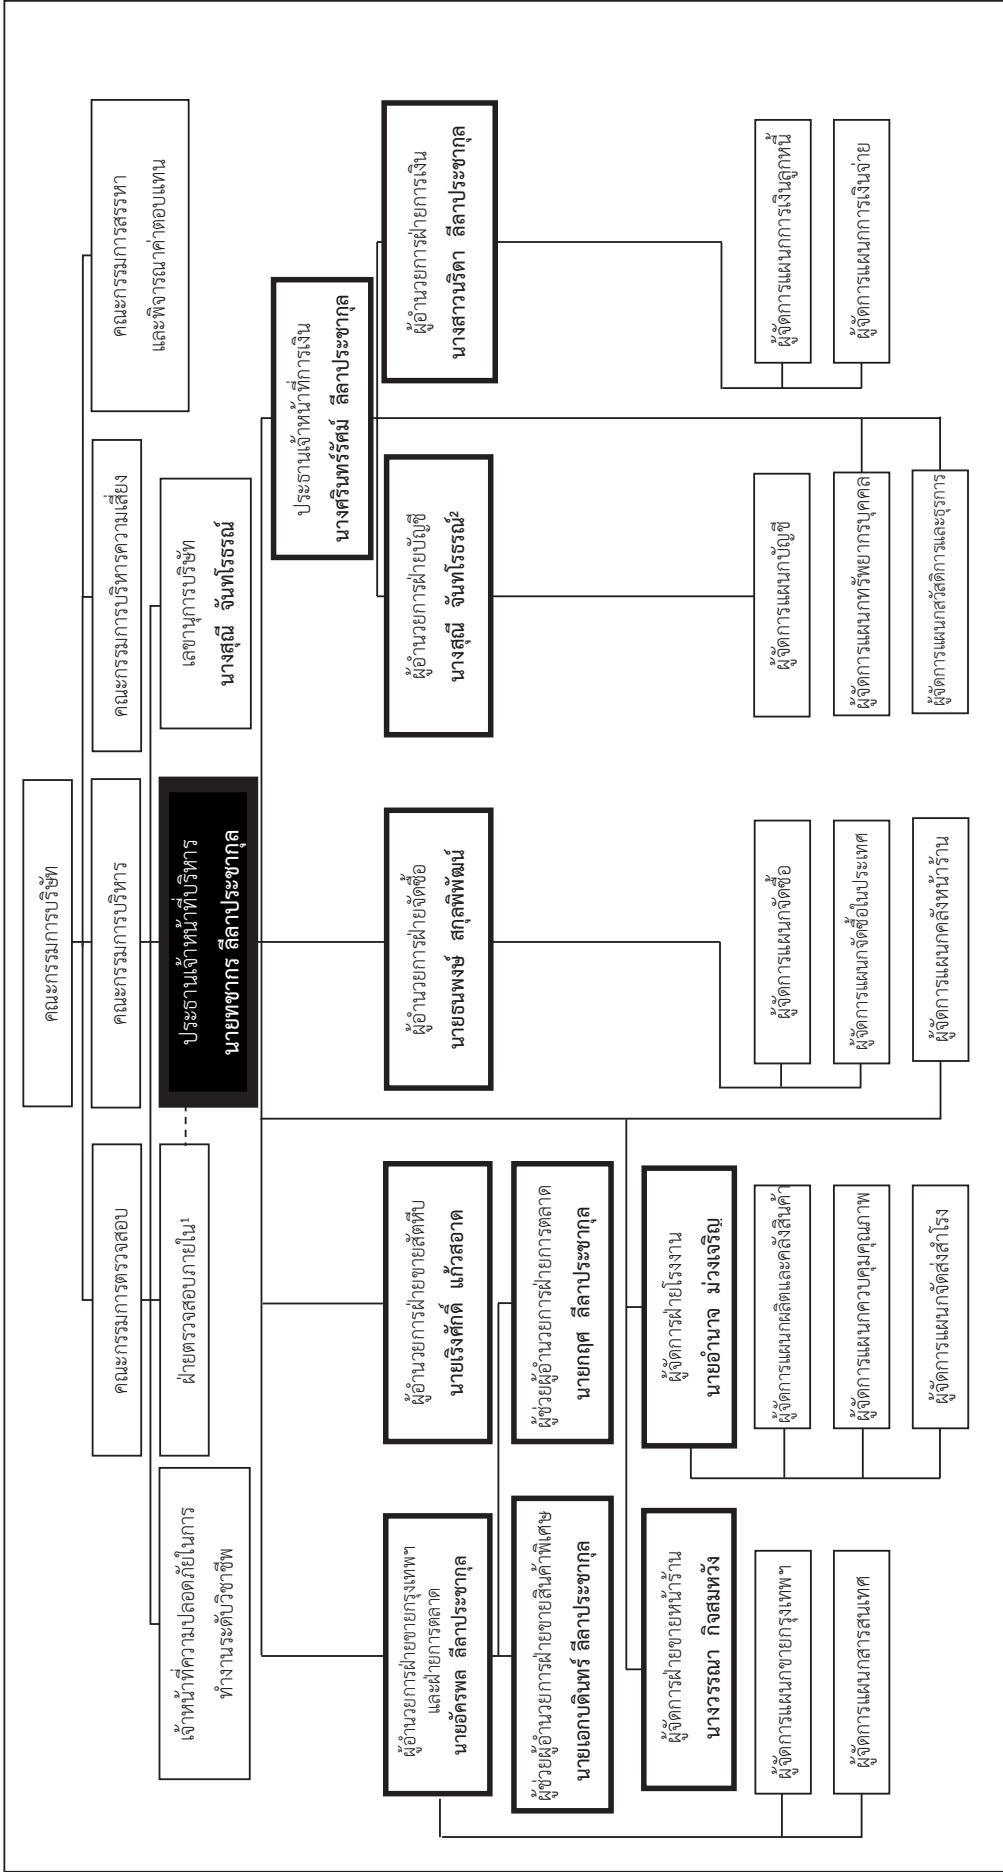 คณะกรรมการบริษัท
คณะกรรมการตรวจสอบ
คณะกรรมการบริหาร
คณะกรรมการบริหารความเสี่ยง
คณะกรรมการสรรหา
และพิจารณาค่าตอบแทน
เจ้าหน้าที่ความปลอดภัยในการ
ทำงานระดับวิชาชีพ
ฝ่ายตรวจสอบภายใน¹
ประธานเจ้าหน้าที่บริหาร
นายทชากร ลีลาประชากุล
เลขานุการบริษัท
นางสุณี จันทโรธรณ์
ประธานเจ้าหน้าที่การเงิน
นางศรินทร์รัศม์ ลีลาประชากุล
ผู้อำนวยการฝ่ายขายกรุงเทพฯ
และฝ่ายการตลาด
นายอัครพล ลีลาประชากุล
ผู้อำนวยการฝ่ายขายสัตหีบ
นายเริงศักดิ์ แก้วสอาด
ผู้อำนวยการฝ่ายจัดซื้อ
นายธนพงษ์ สกุลพิพัฒน์
ผู้อำนวยการฝ่ายบัญชี
นางสุณี จันทโรธรณ์²
ผู้อำนวยการฝ่ายการเงิน
นางสาวนริดา ลีลาประชากุล
ผู้ช่วยผู้อำนวยการฝ่ายขายสินค้าพิเศษ
นายเอกบดินทร์ ลีลาประชากุล
ผู้ช่วยผู้อำนวยการฝ่ายการตลาด
นายกฤศ ลีลาประชากุล
ผู้จัดการฝ่ายขายหน้าร้าน
นางวรรณา กิจสมหวัง
ผู้จัดการฝ่ายโรงงาน
นายอำนาจ ม่วงเจริญ
ผู้จัดการแผนกขายกรุงเทพฯ
ผู้จัดการแผนกผลิตและคลังสินค้า
ผู้จัดการแผนกจัดซื้อ
ผู้จัดการแผนกบัญชี
ผู้จัดการแผนกการเงินลูกหนี้
ผู้จัดการแผนกสารสนเทศ
ผู้จัดการแผนกควบคุมคุณภาพ
ผู้จัดการแผนกจัดซื้อในประเทศ
ผู้จัดการแผนกทรัพยากรบุคคล
ผู้จัดการแผนกการเงินจ่าย
ผู้จัดการแผนกจัดส่งสำโรง
ผู้จัดการแผนกคลังหน้าร้าน
ผู้จัดการแผนกสวัสดิการและธุรการ